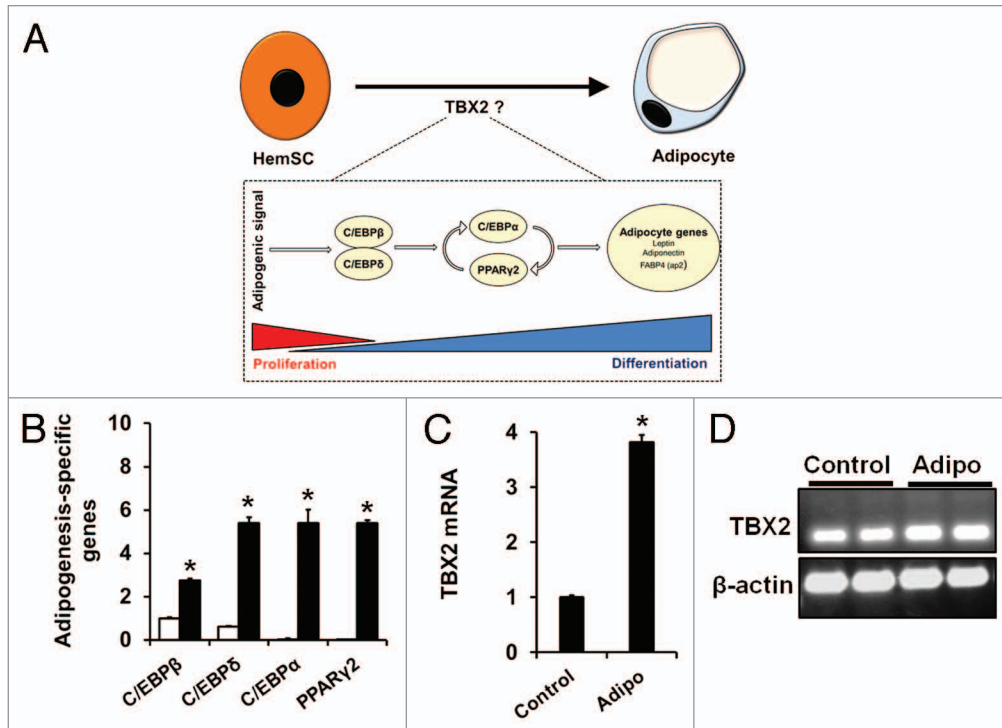 A
HemSC
TBX2 ?
Adipocyte
Adipogenic signal
C/EBPβ
C/EBPδ
C/EBPα
PPARγ2
Adipocyte genes
Leptin
Adiponectin
FABP4 (ap2)
Proliferation
Differentiation
B
Adipogenesis-specific
genes
10
8
6
4
2
0
*
*
*
*
C/EBPβ
C/EBPδ
C/EBPα
PPARγ2
C
TBX2 mRNA
4
3
2
1
0
*
Control
Adipo
D
Control
Adipo
TBX2
β-actin